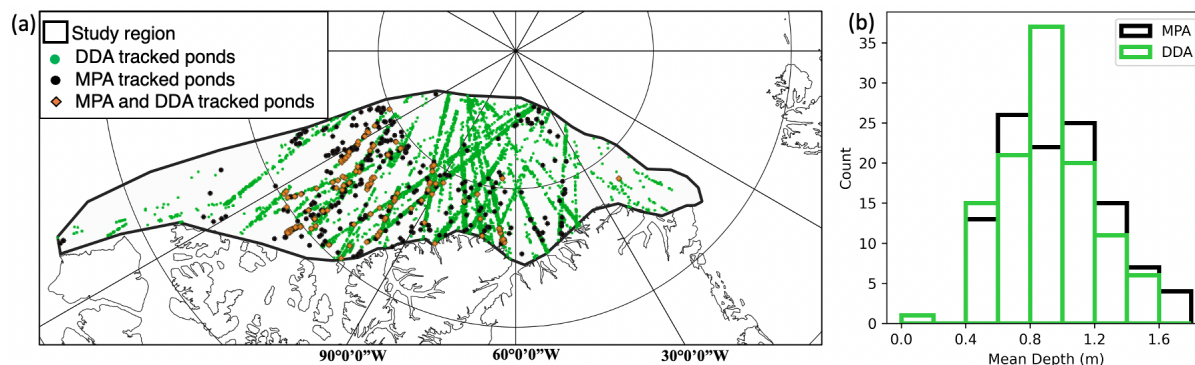 (a)
Study region
DDA tracked ponds
MPA tracked ponds
MPA and DDA tracked ponds
90°0'0"W
60°0'0"W
30°0'0"W
(b)
MPA
DDA
35
30
25
20
15
10
5
0
Count
0.0
0.4
0.8
1.2
1.6
Mean Depth (m)